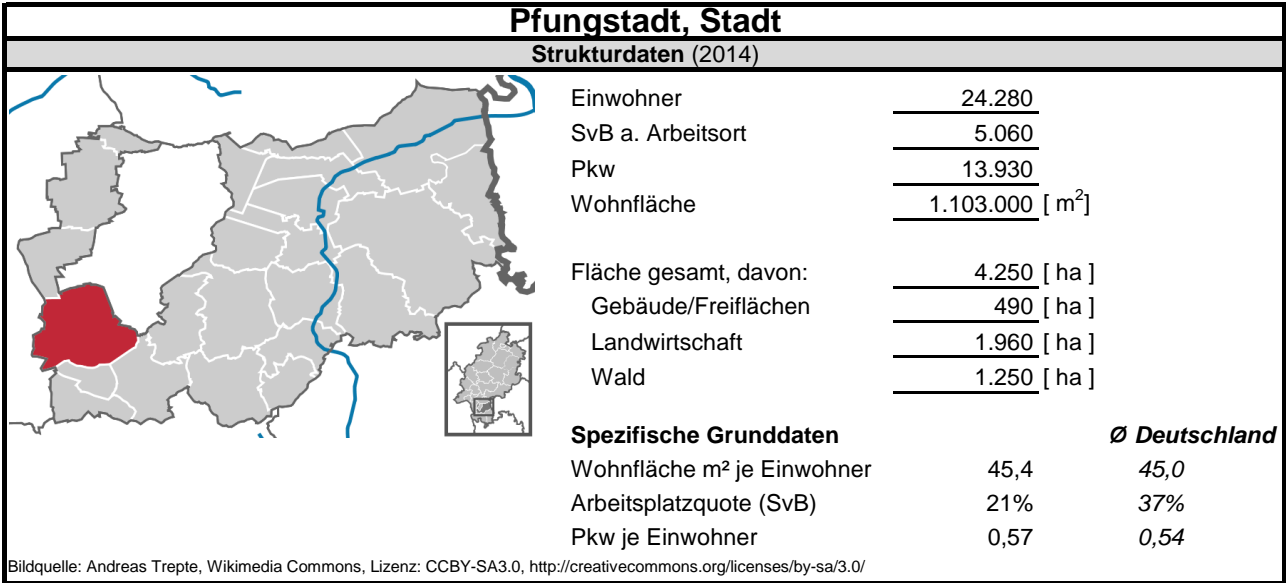 Pfungstadt, Stadt
Strukturdaten (2014)
Einwohner 24.280
SvB a. Arbeitsort 5.060
Pkw 13.930
Wohnfläche 1.103.000 [ m²]
Fläche gesamt, davon: 4.250 [ ha ]
Gebäude/Freiflächen 490 [ ha ]
Landwirtschaft 1.960 [ ha ]
Wald 1.250 [ ha ]
Spezifische Grunddaten Ø Deutschland
Wohnfläche m² je Einwohner 45,4 45,0
Arbeitsplatzquote (SvB) 21% 37%
Pkw je Einwohner 0,57 0,54
Bildquelle: Andreas Trepte, Wikimedia Commons, Lizenz: CCBY-SA3.0, http://creativecommons.org/licenses/by-sa/3.0/